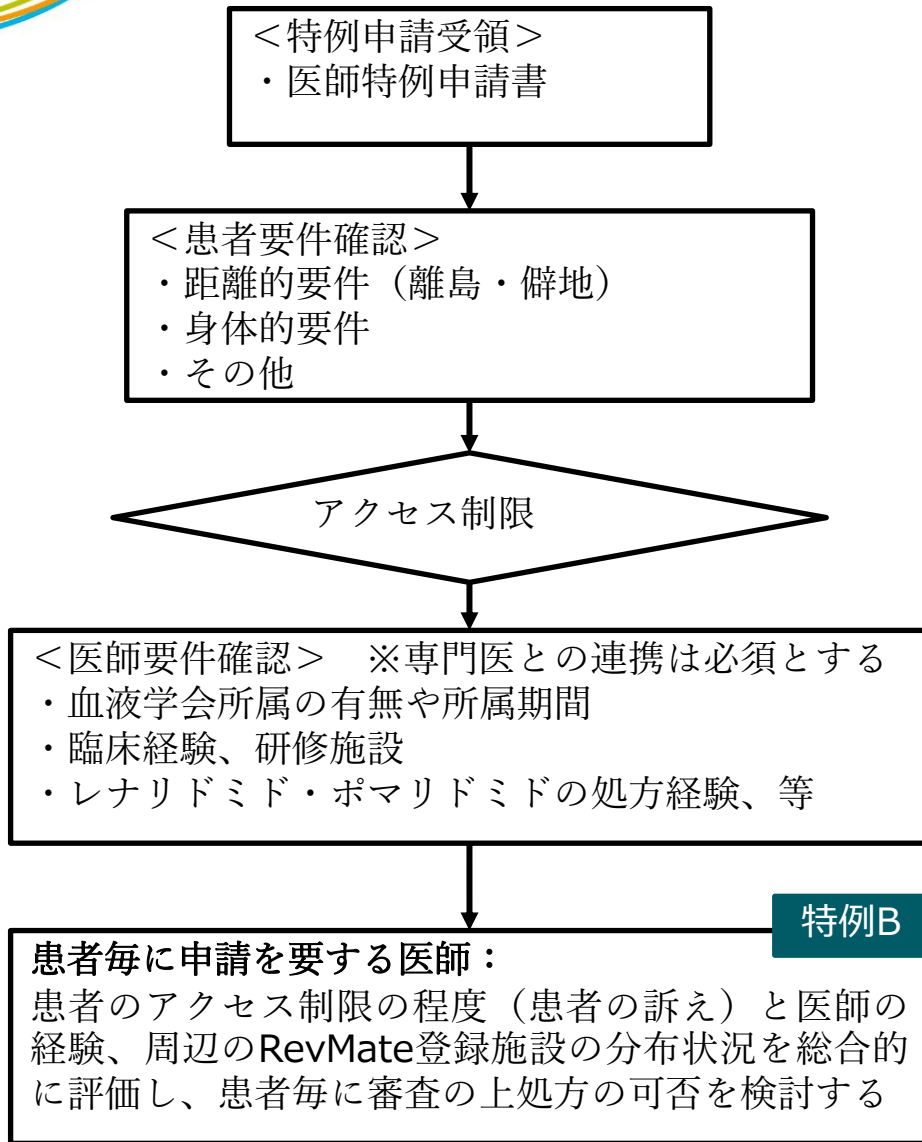 ＜特例申請受領＞
・医師特例申請書
＜患者要件確認＞
・距離的要件（離島・僻地）
・身体的要件
・その他
アクセス制限
＜医師要件確認＞　※専門医との連携は必須とする
・血液学会所属の有無や所属期間
・臨床経験、研修施設
・レナリドミド・ポマリドミドの処方経験、等
特例B
患者毎に申請を要する医師：
患者のアクセス制限の程度（患者の訴え）と医師の
経験、周辺のRevMate登録施設の分布状況を総合的
に評価し、患者毎に審査の上処方の可否を検討する